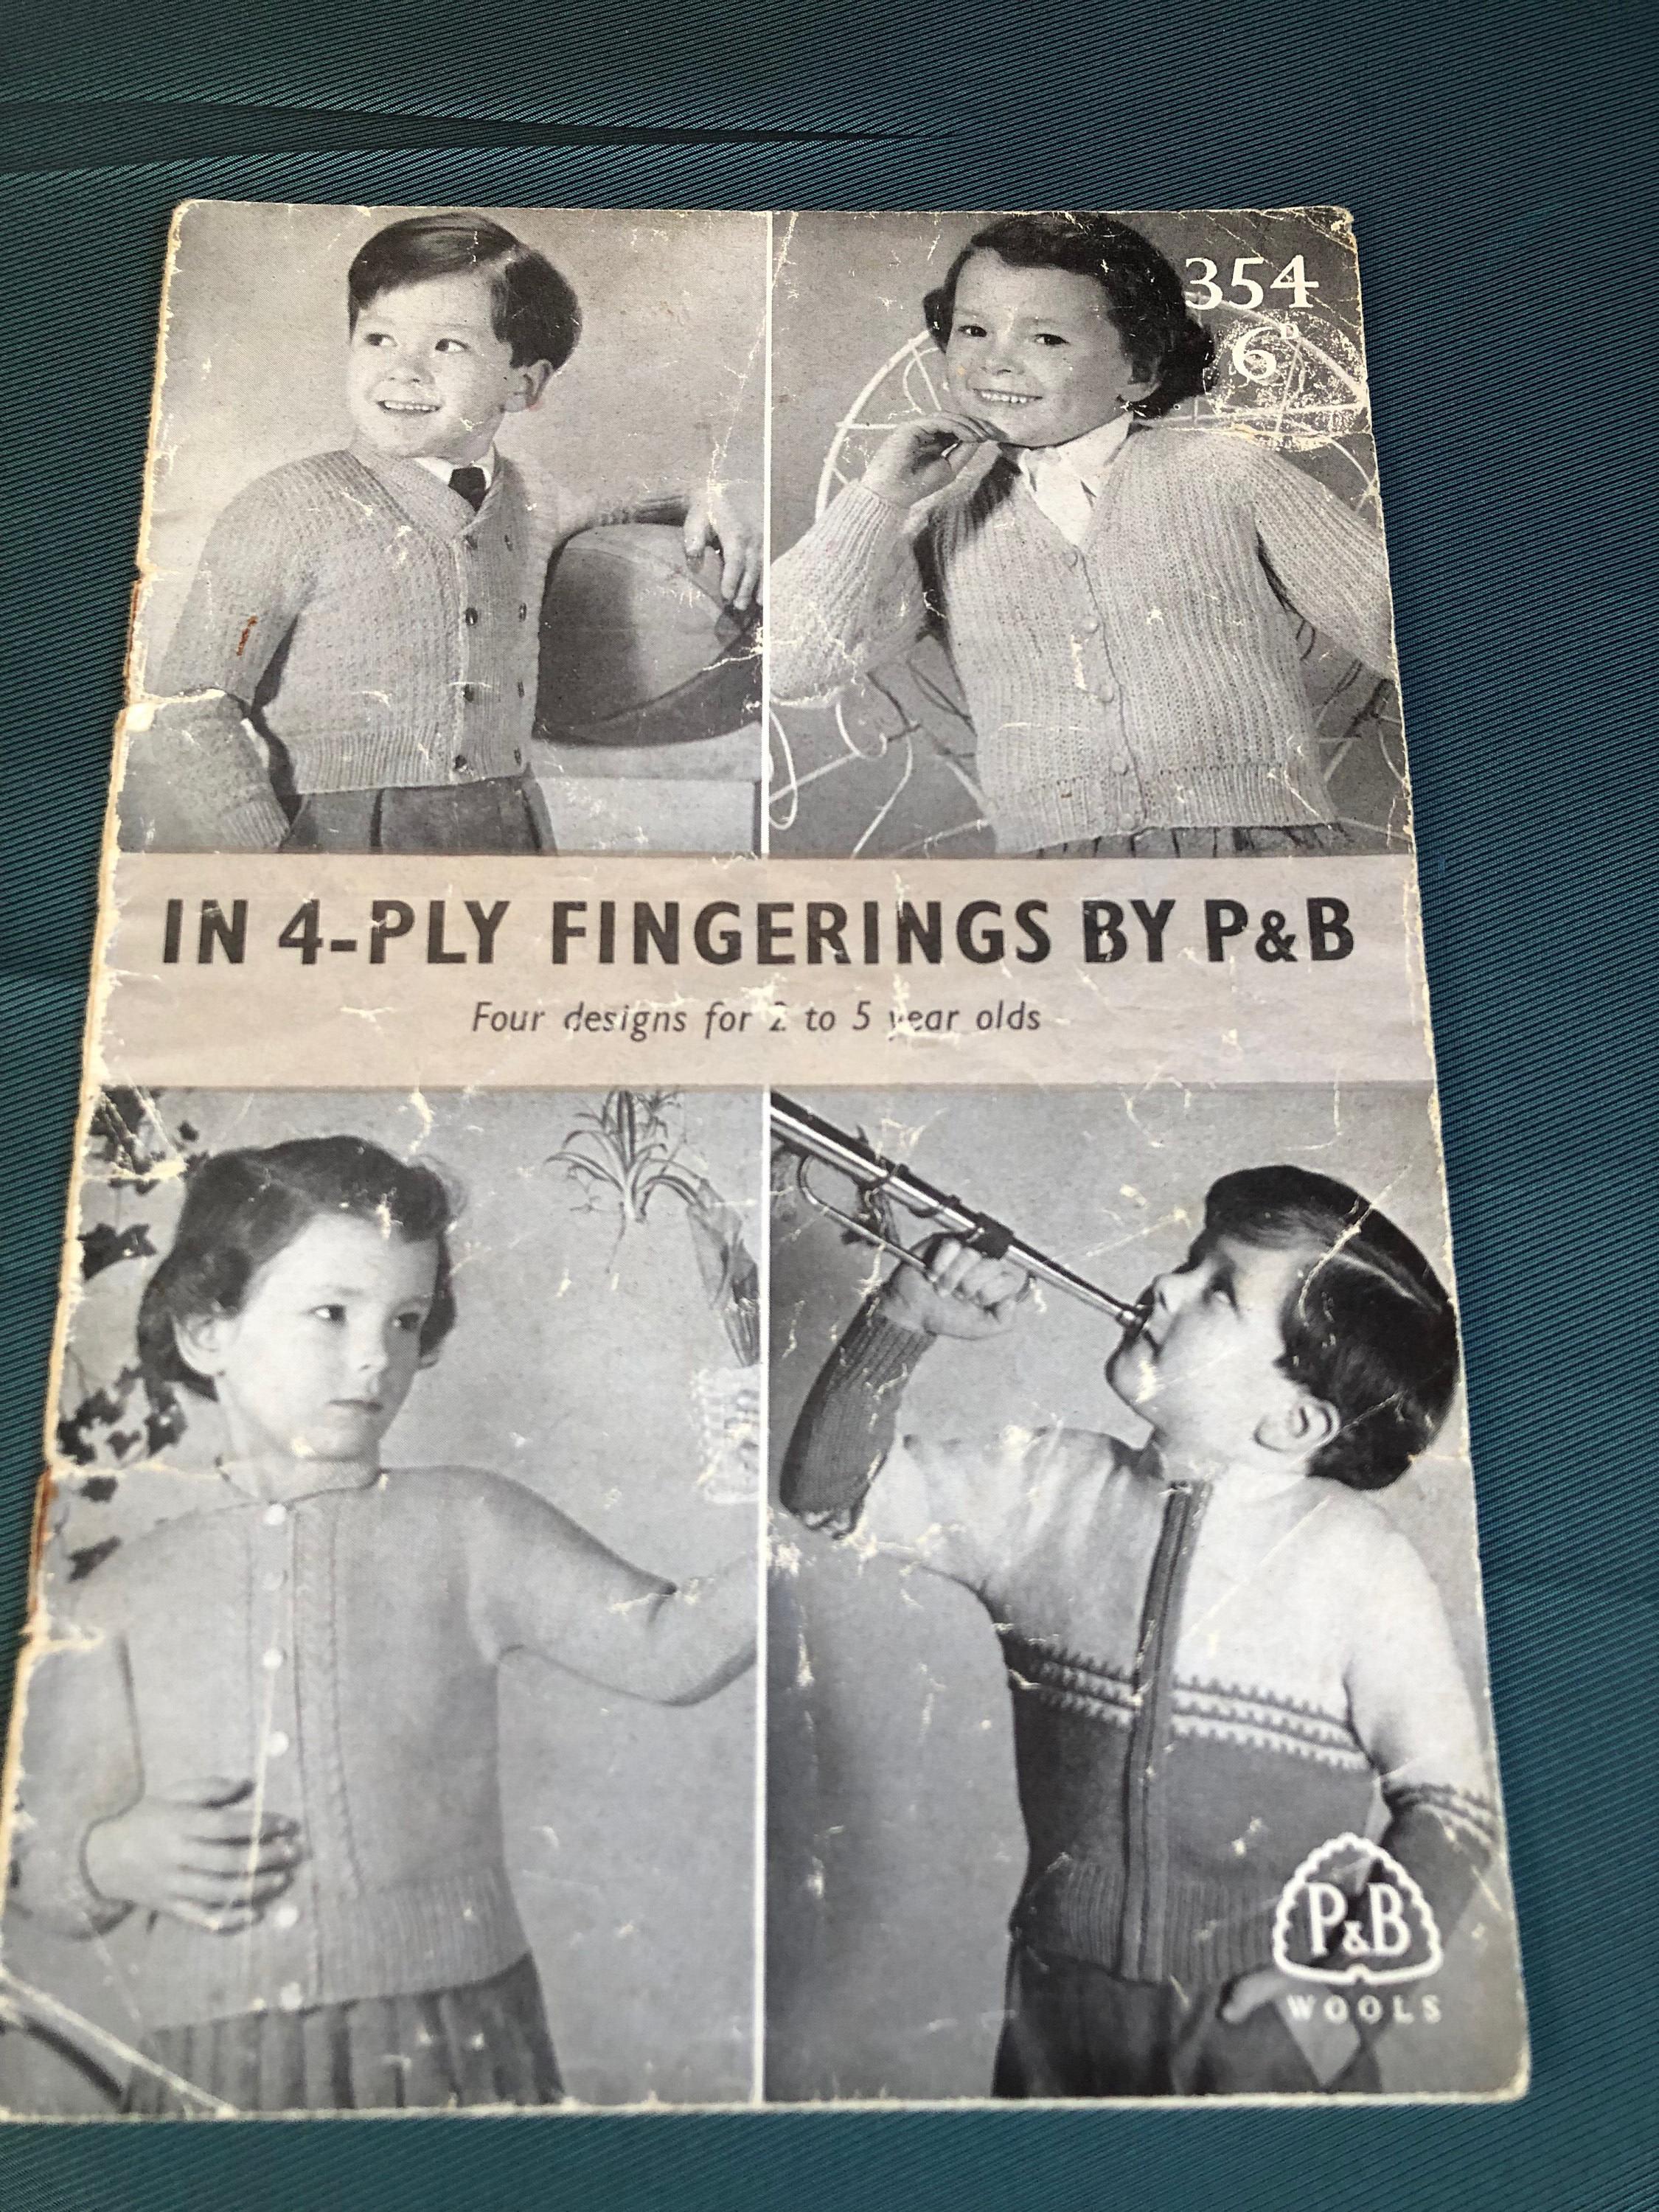 354
6D
IN 4-PLY FINGERINGS BY P&B
Four designs for 2 to 5 year olds
P&B
WOOLS